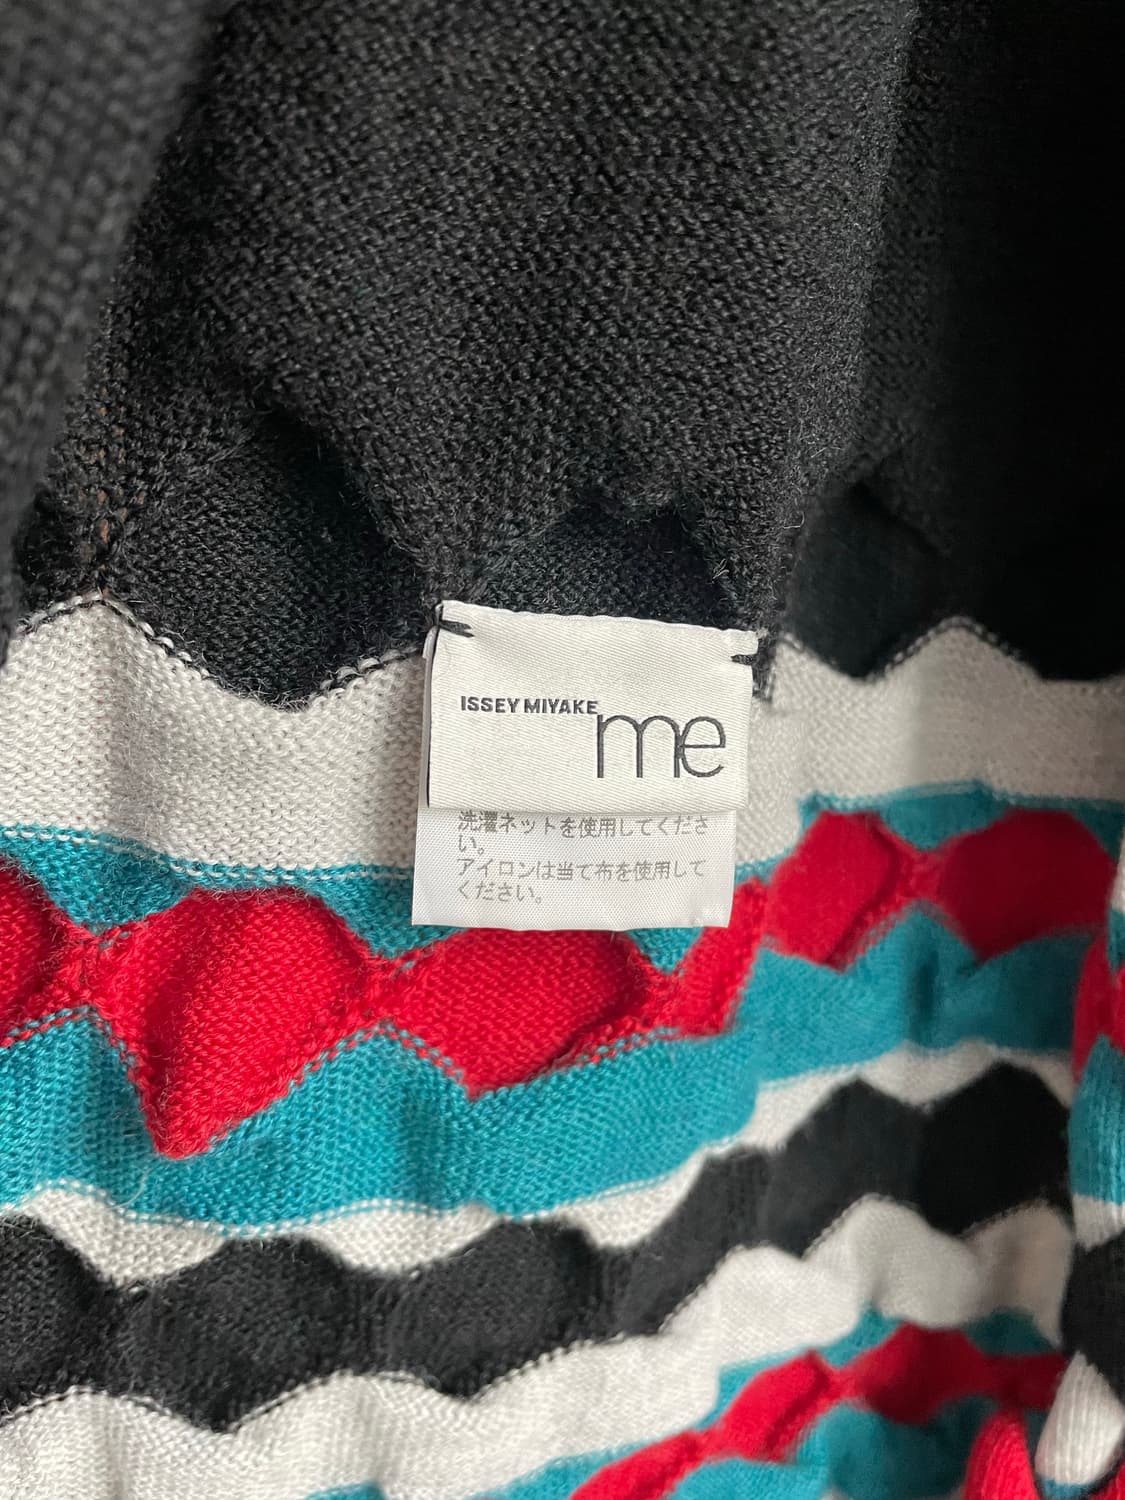 ISSEY MIYAKE me
洗濯ネットを使用してくださ
い。
アイロンは当て布を使用して
ください。